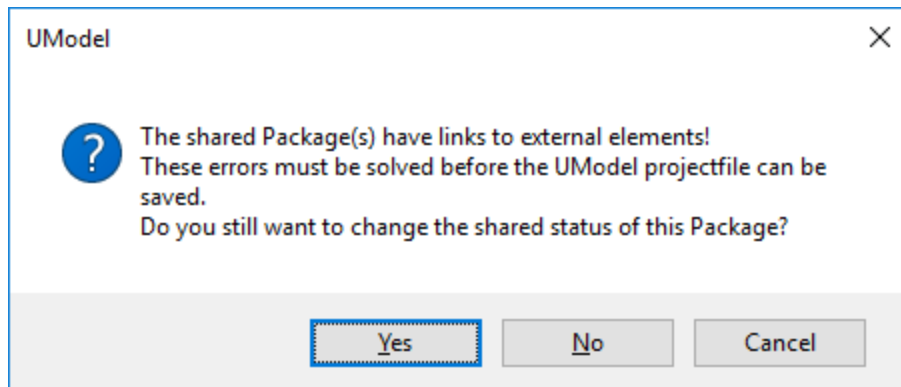 UModel
The shared Package(s) have links to external elements!
These errors must be solved before the UModel projectfile can be
saved.
Do you still want to change the shared status of this Package?
Yes
No
Cancel